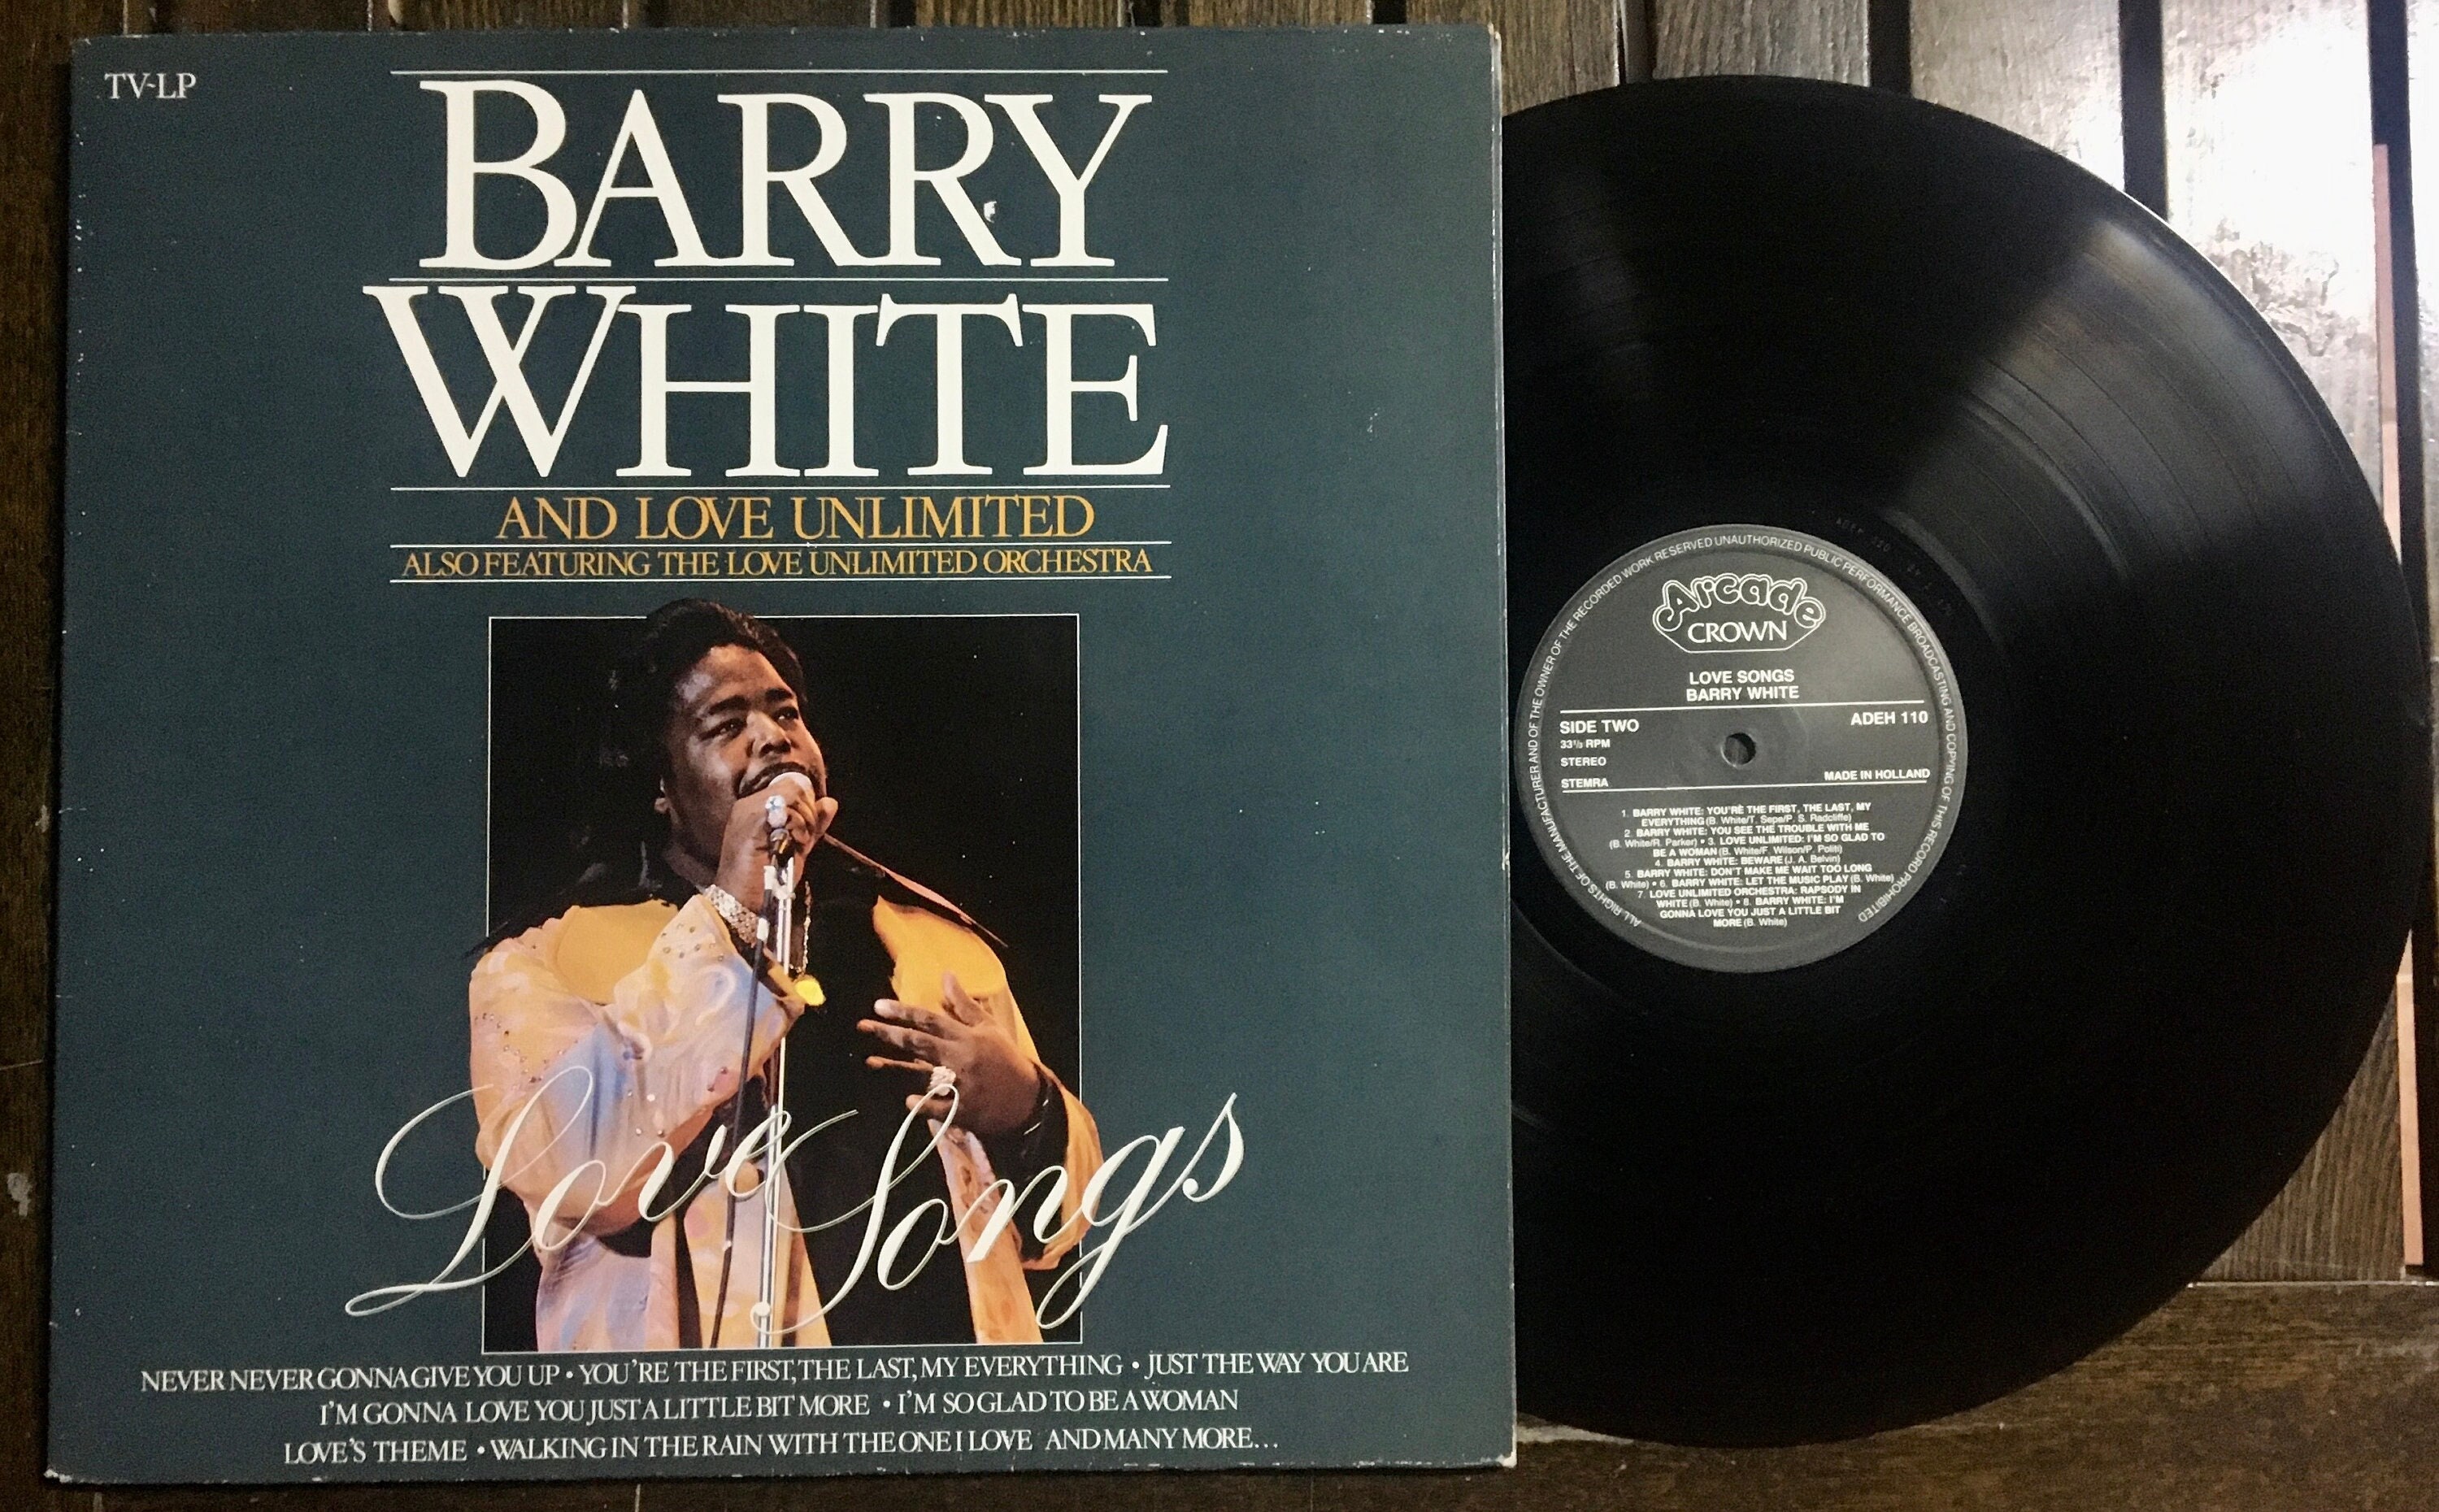 TV-LP
BARRY
WHITE
AND LOVE UNLIMITED
ALSO FEATURING THE LOVE UNLIMITED ORCHESTRA
Love Songs
NEVER NEVER GONNA GIVE YOU UP • YOU'RE THE FIRST, THE LAST, MY EVERYTHING • JUST THE WAY YOU ARE
I'M GONNA LOVE YOU JUST A LITTLE BIT MORE • I'M SO GLAD TO BE A WOMAN
LOVE'S THEME • WALKING IN THE RAIN WITH THE ONE I LOVE AND MANY MORE...
ALL RIGHTS OF THE MANUFACTURER AND OF THE OWNER OF THE RECORDED WORK RESERVED UNAUTHORIZED PUBLIC PERFORMANCE BROADCASTING AND COPYING OF THIS RECORD PROHIBITED
Arcade
CROWN
LOVE SONGS
BARRY WHITE
SIDE TWO
ADEH 110
33⅓ RPM
STEREO
STEMRA
MADE IN HOLLAND
1. BARRY WHITE: YOU'RE THE FIRST, THE LAST, MY
EVERYTHING (B. White/T. Sepe/P. S. Radcliffe)
2. BARRY WHITE: YOU SEE THE TROUBLE WITH ME
(B. White/R. Parker) • 3. LOVE UNLIMITED: I'M SO GLAD TO
BE A WOMAN (B. White/F. Wilson/P. Politi)
4. BARRY WHITE: BEWARE (J. A. Belvin)
5. BARRY WHITE: DON'T MAKE ME WAIT TOO LONG
(B. White) • 6. BARRY WHITE: LET THE MUSIC PLAY (B. White)
7. LOVE UNLIMITED ORCHESTRA: RAPSODY IN
WHITE (B. White) • 8. BARRY WHITE: I'M
GONNA LOVE YOU JUST A LITTLE BIT
MORE (B. White)